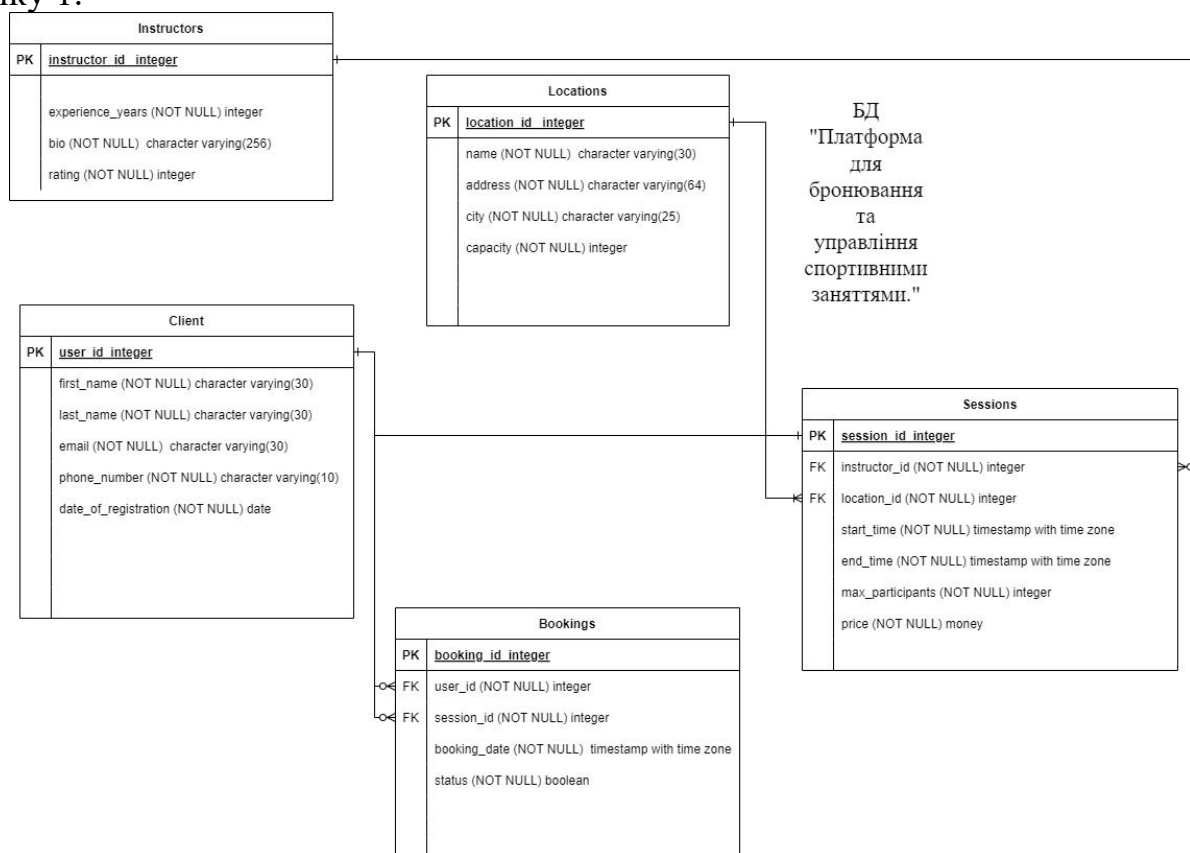 нку 1.
Instructors
PK instructor_id integer
experience_years (NOT NULL) integer
bio (NOT NULL) character varying(256)
rating (NOT NULL) integer
Locations
PK location_id integer
name (NOT NULL) character varying(30)
address (NOT NULL) character varying(64)
city (NOT NULL) character varying(25)
capacity (NOT NULL) integer
БД
"Платформа
для
бронювання
та
управління
спортивними
заняттями."
Client
PK user_id integer
first_name (NOT NULL) character varying(30)
last_name (NOT NULL) character varying(30)
email (NOT NULL) character varying(30)
phone_number (NOT NULL) character varying(10)
date_of_registration (NOT NULL) date
Sessions
PK session_id integer
FK instructor_id (NOT NULL) integer
FK location_id (NOT NULL) integer
start_time (NOT NULL) timestamp with time zone
end_time (NOT NULL) timestamp with time zone
max_participants (NOT NULL) integer
price (NOT NULL) money
Bookings
PK booking_id integer
FK user_id (NOT NULL) integer
FK session_id (NOT NULL) integer
booking_date (NOT NULL) timestamp with time zone
status (NOT NULL) boolean